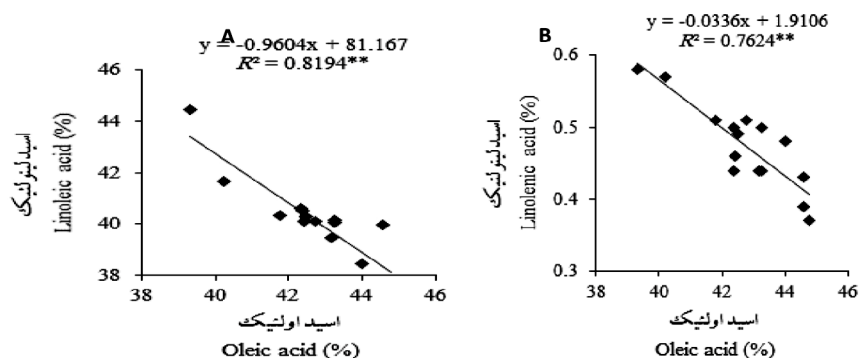 A
y = -0.9604x + 81.167
R² = 0.8194**
46
44
42
40
38
38 40 42 44 46
اسید لینولئیک
Linoleic acid (%)
اسید اولئیک
Oleic acid (%)
B
y = -0.0336x + 1.9106
R² = 0.7624**
0.6
0.5
0.4
0.3
38 40 42 44 46
اسید لینولنیک
Linolenic acid (%)
اسید اولئیک
Oleic acid (%)